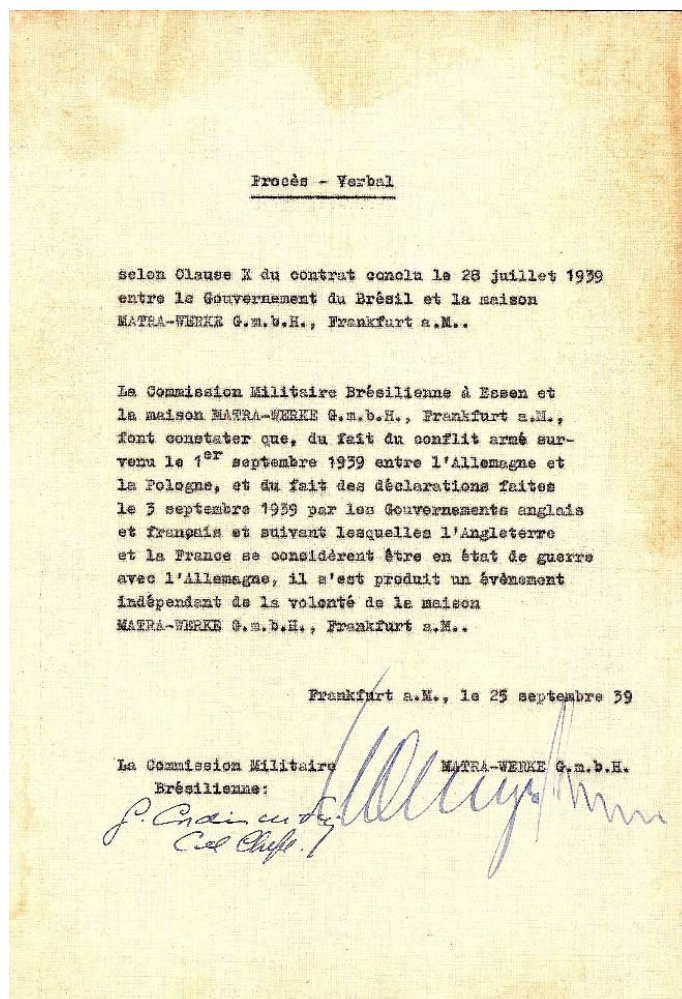 Procès - Verbal
selon Clause K du contrat conclu le 28 juillet 1939
entre le Gouvernement du Brésil et la maison
MATRA-WERKE G.m.b.H., Frankfurt a.M..
La Commission Militaire Brésilienne à Essen et
la maison MATRA-WERKE G.m.b.H., Frankfurt a.M.,
font constater que, du fait du conflit armé sur-
venu le 1er septembre 1939 entre l'Allemagne et
la Pologne, et du fait des déclarations faites
le 3 septembre 1939 par les Gouvernements anglais
et français et suivant lesquelles l'Angleterre
et la France se considèrent être en état de guerre
avec l'Allemagne, il s'est produit un évènement
indépendant de la volonté de la maison
MATRA-WERKE G.m.b.H., Frankfurt a.M..
Frankfurt a.M., le 25 septembre 39
La Commission Militaire MATRA-WERKE G.m.b.H.
Brésilienne:
Cel Chefe.